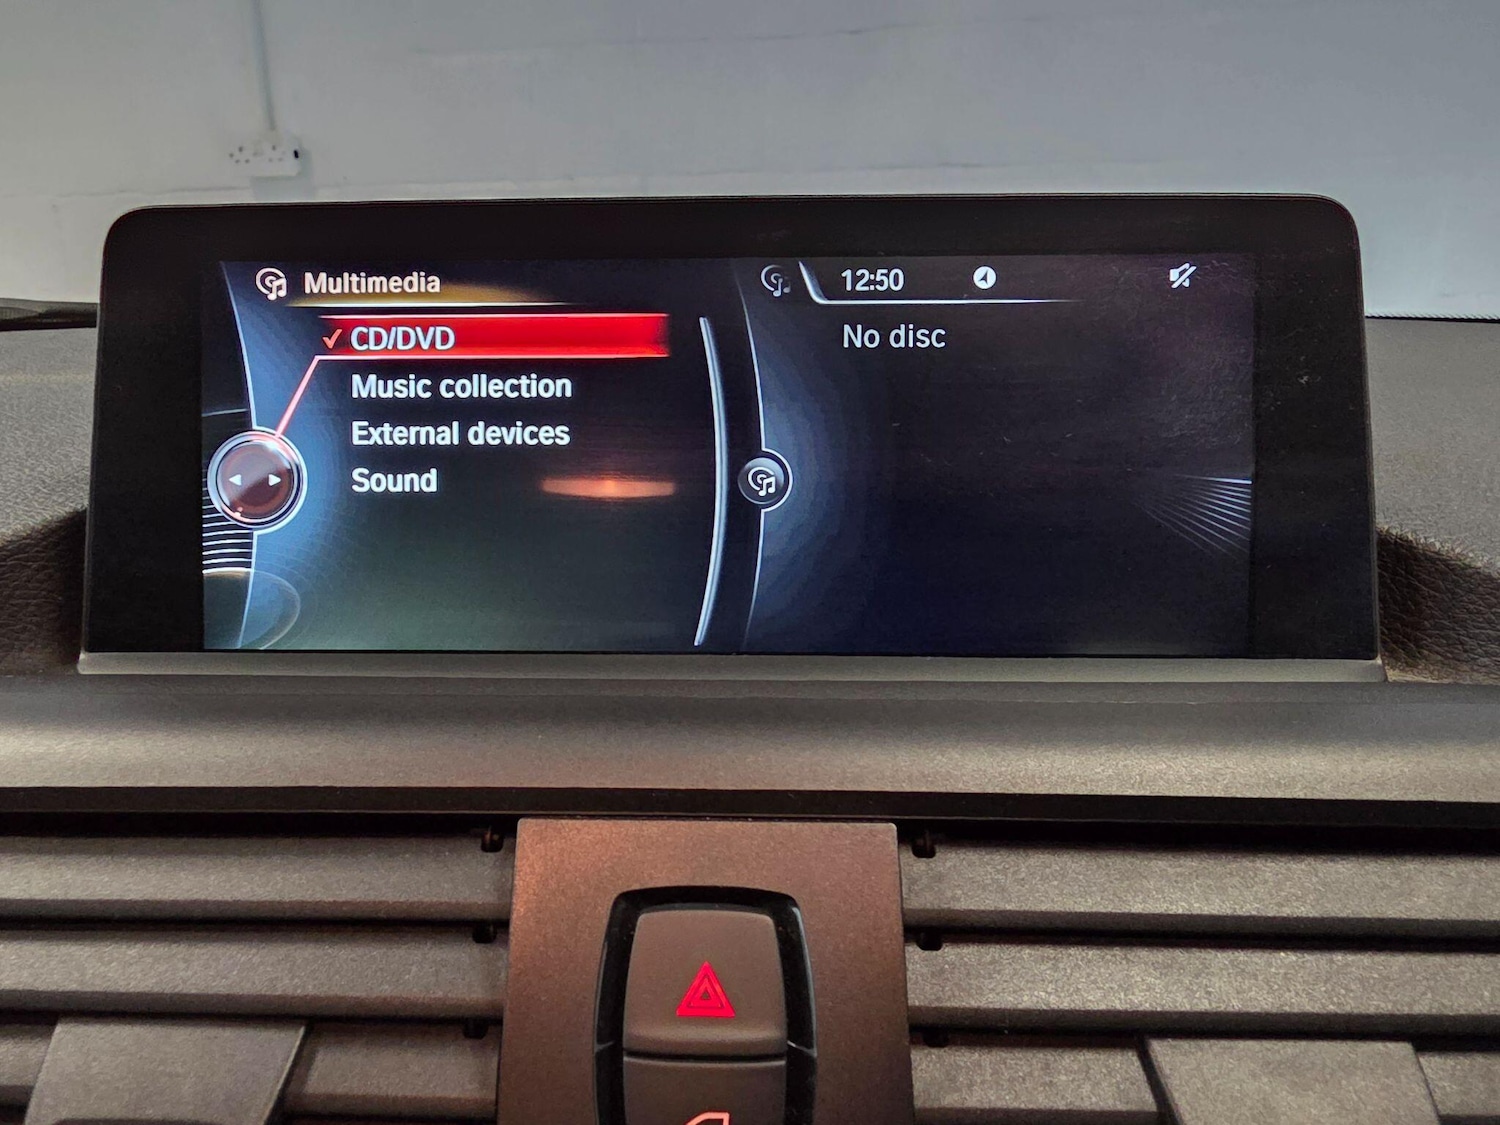 Multimedia
CD/DVD
Music collection
External devices
Sound
12:50
No disc